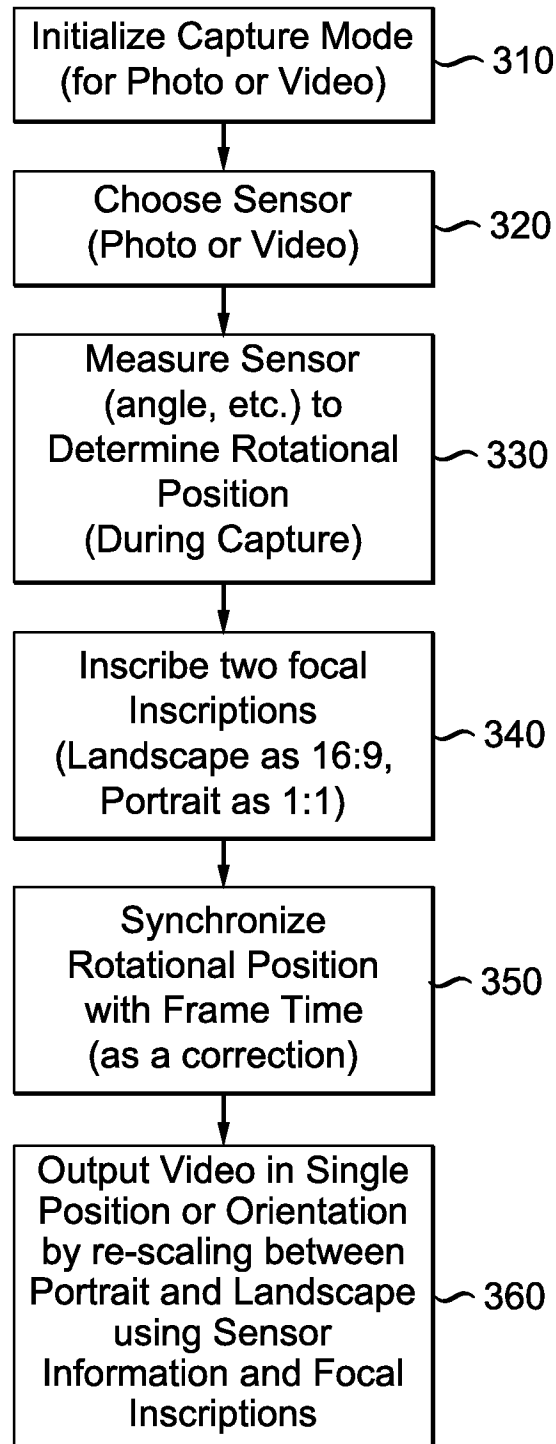 Initialize Capture Mode
(for Photo or Video)
310
Choose Sensor
(Photo or Video)
320
Measure Sensor
(angle, etc.) to
Determine Rotational
Position
(During Capture)
330
Inscribe two focal
Inscriptions
(Landscape as 16:9,
Portrait as 1:1)
340
Synchronize
Rotational Position
with Frame Time
(as a correction)
350
Output Video in Single
Position or Orientation
by re-scaling between
Portrait and Landscape
using Sensor
Information and Focal
Inscriptions
360